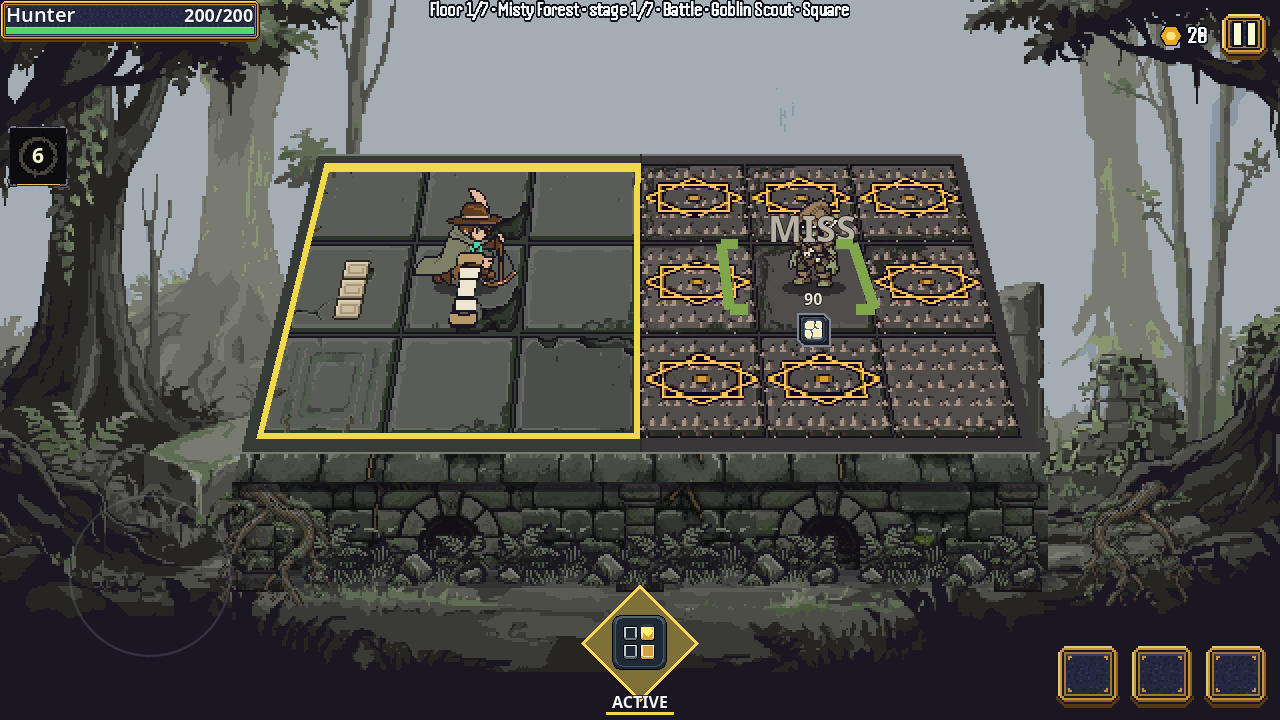 Hunter 200/200
Floor 1/7 · Misty Forest · stage 1/7 · Battle · Goblin Scout · Square
28
6
MISS
90
ACTIVE